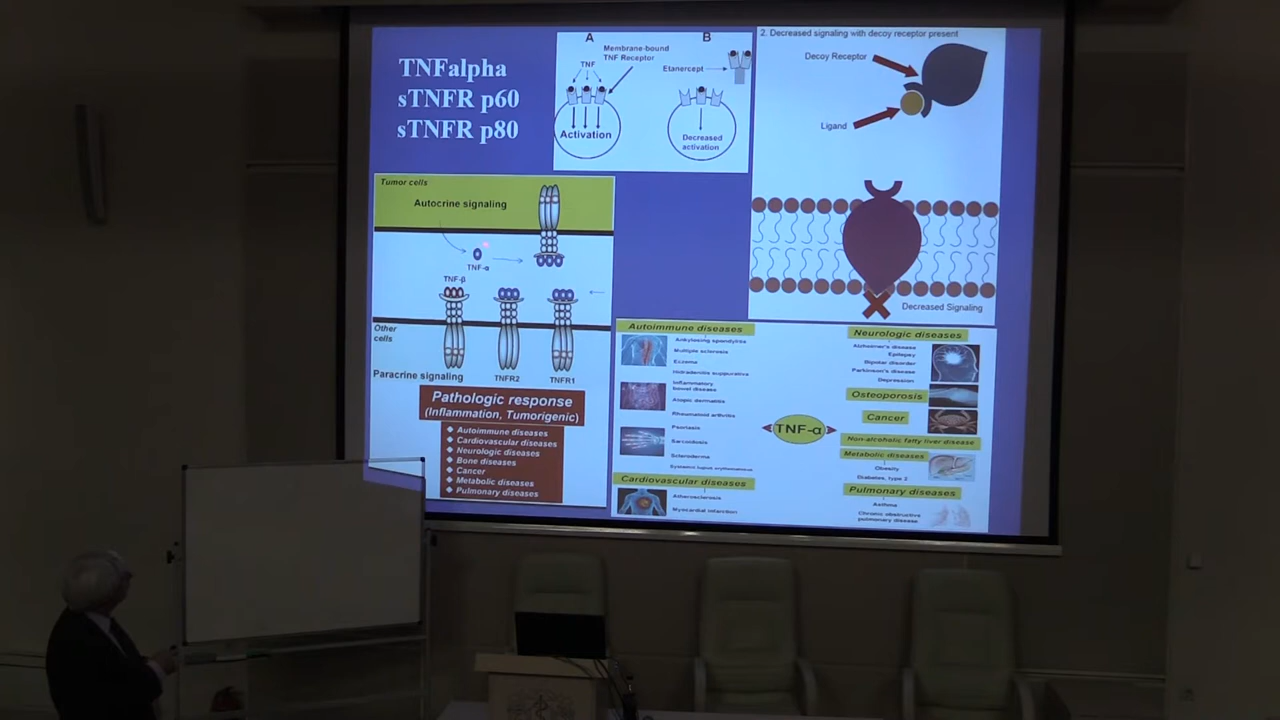 TNFalpha
sTNFR p60
sTNFR p80
A
Membrane-bound
TNF Receptor
TNF
Activation
B
Etanercept
Decreased
activation
2. Decreased signaling with decoy receptor present
Decoy Receptor
Ligand
Decreased Signaling
Tumor cells
Autocrine signaling
TNF-α
TNF-β
Other
cells
Paracrine signaling
TNFR2
TNFR1
Pathologic response
(Inflammation, Tumorigenic)
Autoimmune diseases
Cardiovascular diseases
Neurologic diseases
Bone diseases
Cancer
Metabolic diseases
Pulmonary diseases
Autoimmune diseases
Ankylosing spondylitis
Multiple sclerosis
Eczema
Hidradenitis suppurativa
Inflammatory
bowel disease
Atopic dermatitis
Rheumatoid arthritis
Psoriasis
Sarcoidosis
Scleroderma
Systemic lupus erythematosus
Cardiovascular diseases
Atherosclerosis
Myocardial infarction
TNF-α
Neurologic diseases
Alzheimer's disease
Epilepsy
Bipolar disorder
Parkinson's disease
Depression
Osteoporosis
Cancer
Non-alcoholic fatty liver disease
Metabolic diseases
Obesity
Diabetes, type 2
Pulmonary diseases
Asthma
Chronic obstructive
pulmonary disease